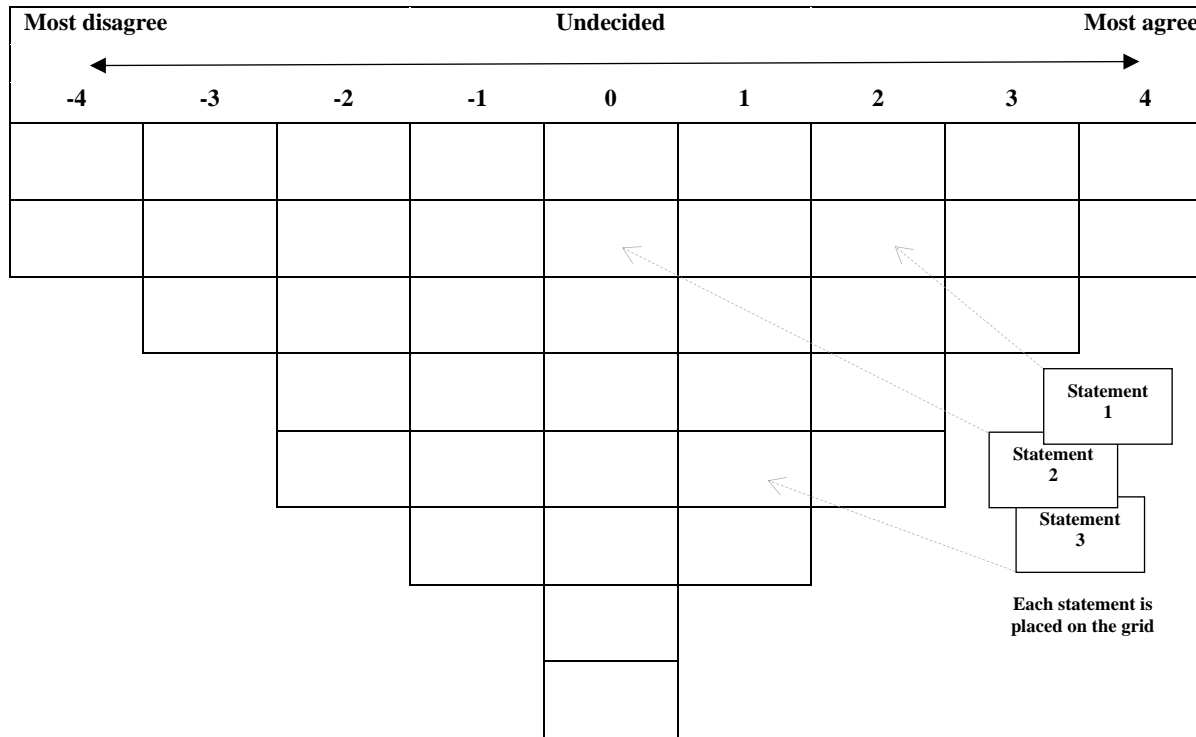 Most disagree Undecided Most agree
-4 -3 -2 -1 0 1 2 3 4
Statement
1
Statement
2
Statement
3
Each statement is
placed on the grid